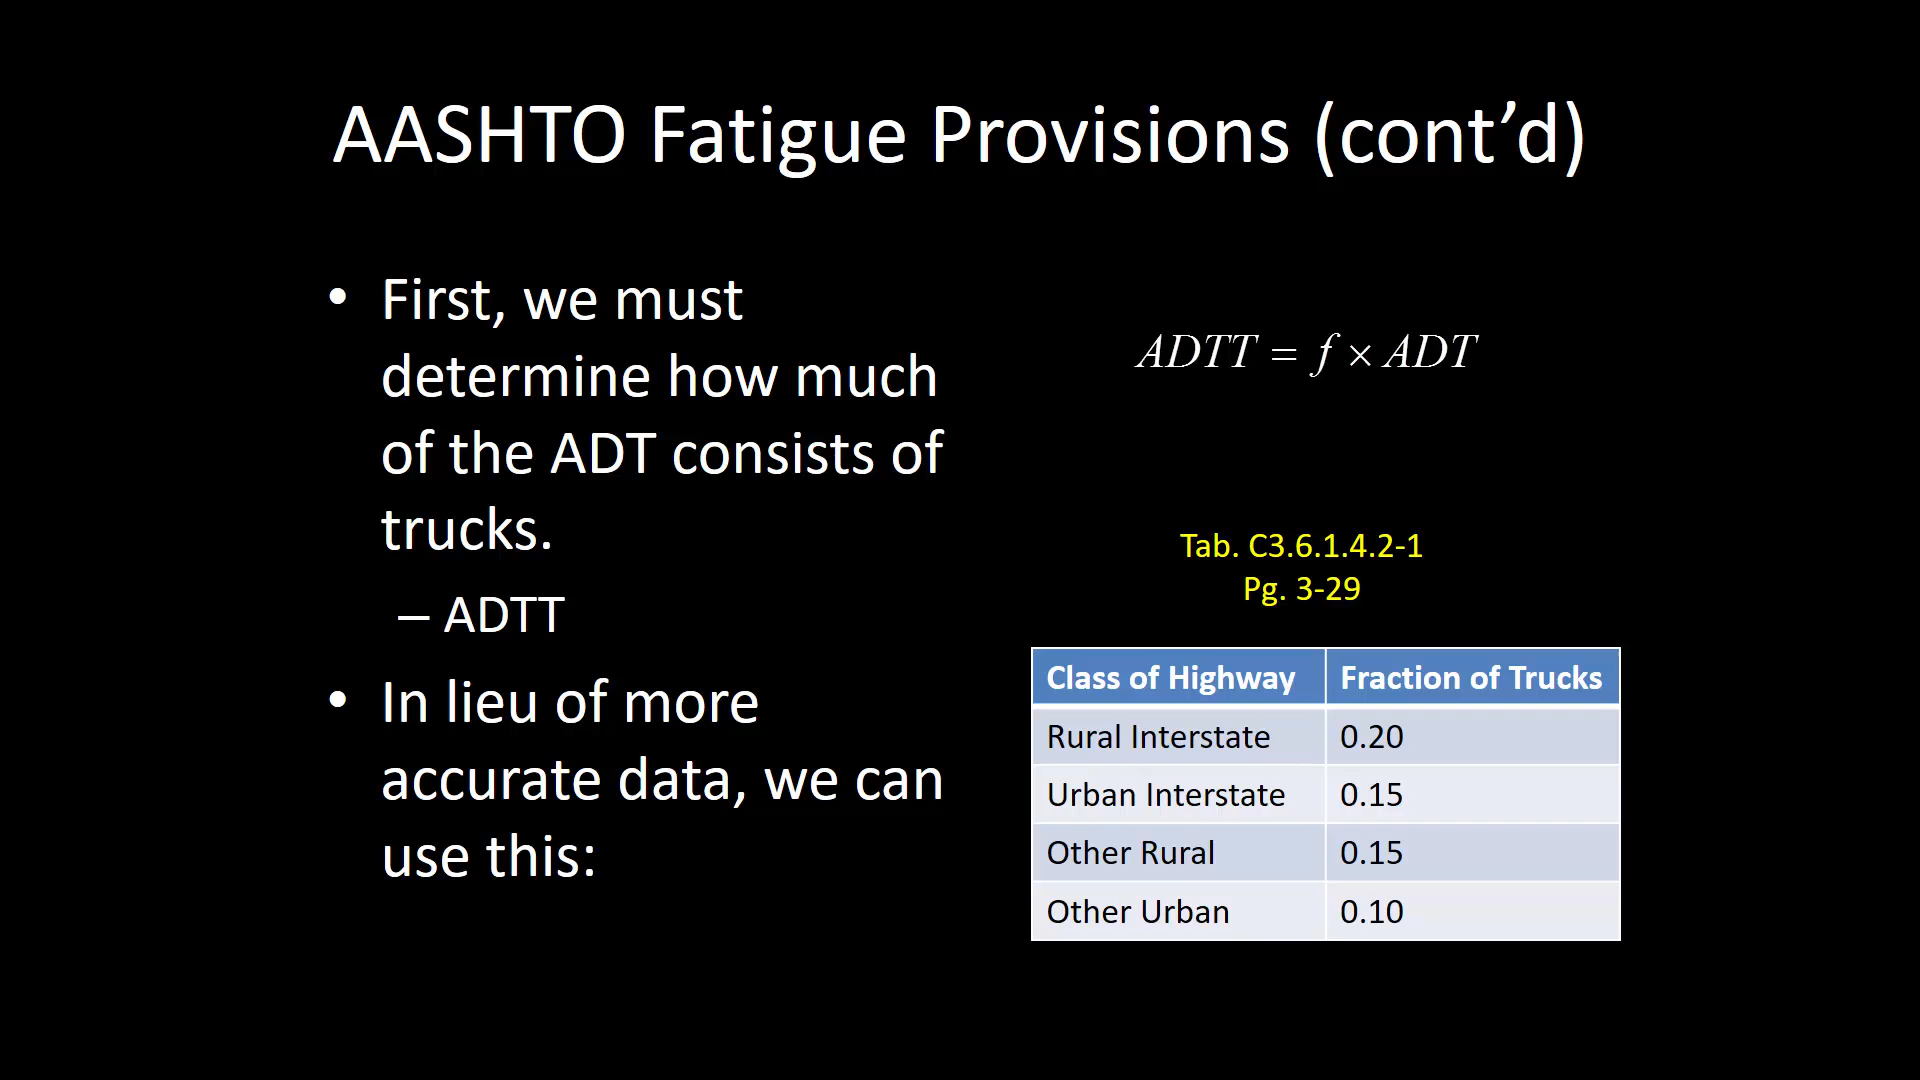 AASHTO Fatigue Provisions (cont’d)
• First, we must
determine how much
of the ADT consists of
trucks.
– ADTT
• In lieu of more
accurate data, we can
use this:
ADTT = f × ADT
Tab. C3.6.1.4.2-1
Pg. 3-29
Class of Highway Fraction of Trucks
Rural Interstate 0.20
Urban Interstate 0.15
Other Rural 0.15
Other Urban 0.10